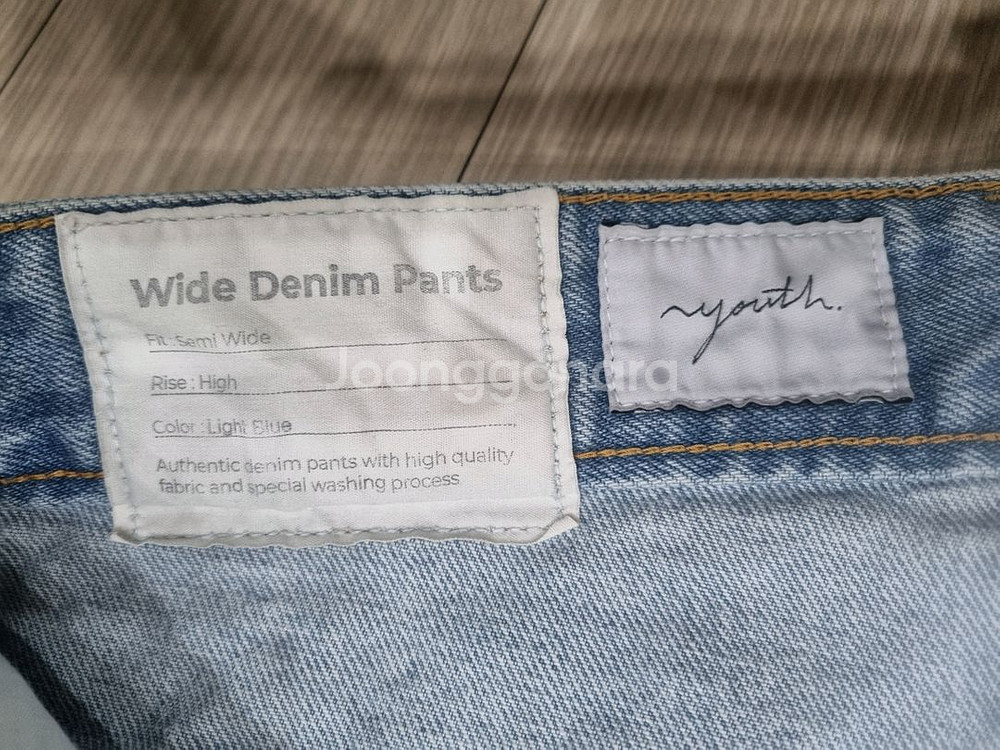 Wide Denim Pants
Fit : Semi Wide
Rise : High
Color : Light Blue
Authentic denim pants with high quality
fabric and special washing process
youth.
Joonggonara